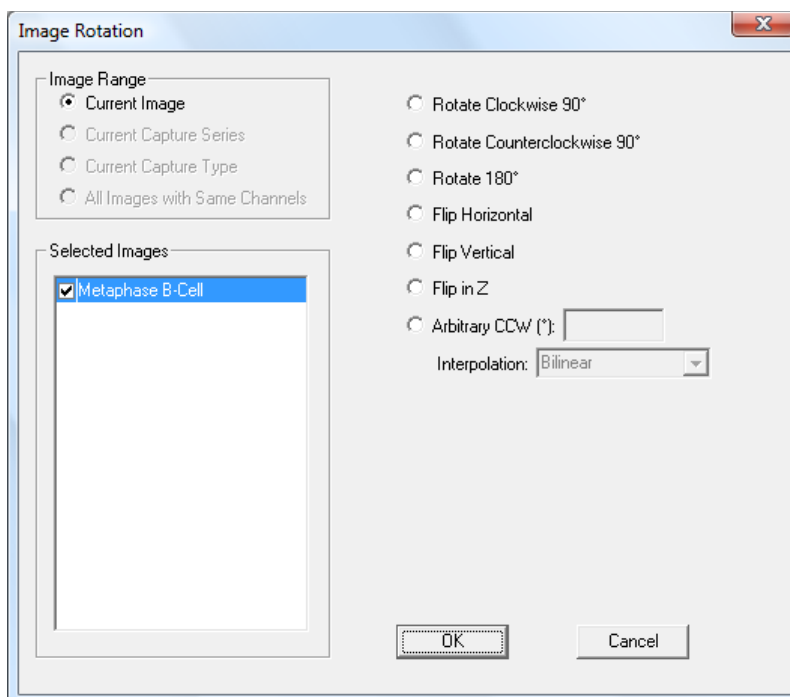 Image Rotation
Image Range
Current Image
Current Capture Series
Current Capture Type
All Images with Same Channels
Selected Images
Metaphase B-Cell
Rotate Clockwise 90°
Rotate Counterclockwise 90°
Rotate 180°
Flip Horizontal
Flip Vertical
Flip in Z
Arbitrary CCW (°):
Interpolation: Bilinear
OK
Cancel